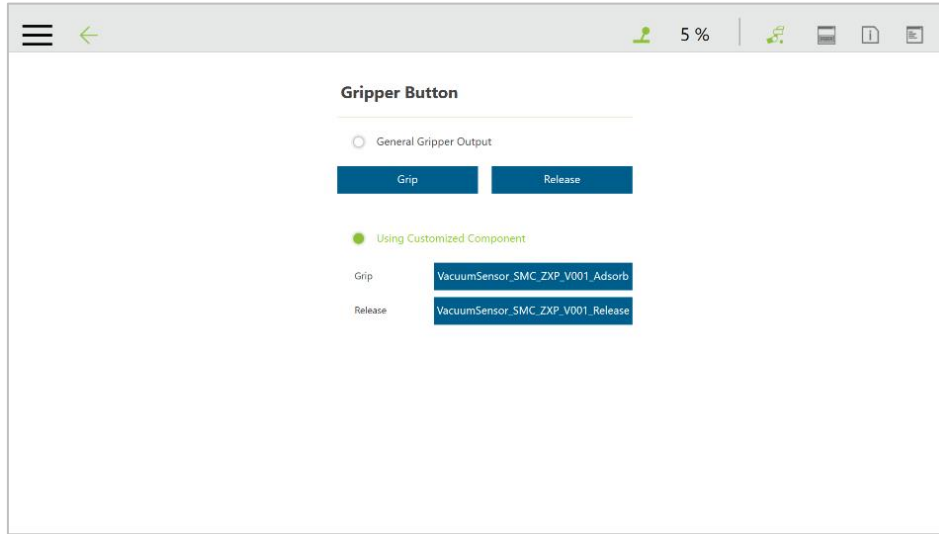 5 %
Gripper Button
General Gripper Output
Grip Release
Using Customized Component
Grip VacuumSensor_SMC_ZXP_V001_Adsorb
Release VacuumSensor_SMC_ZXP_V001_Release